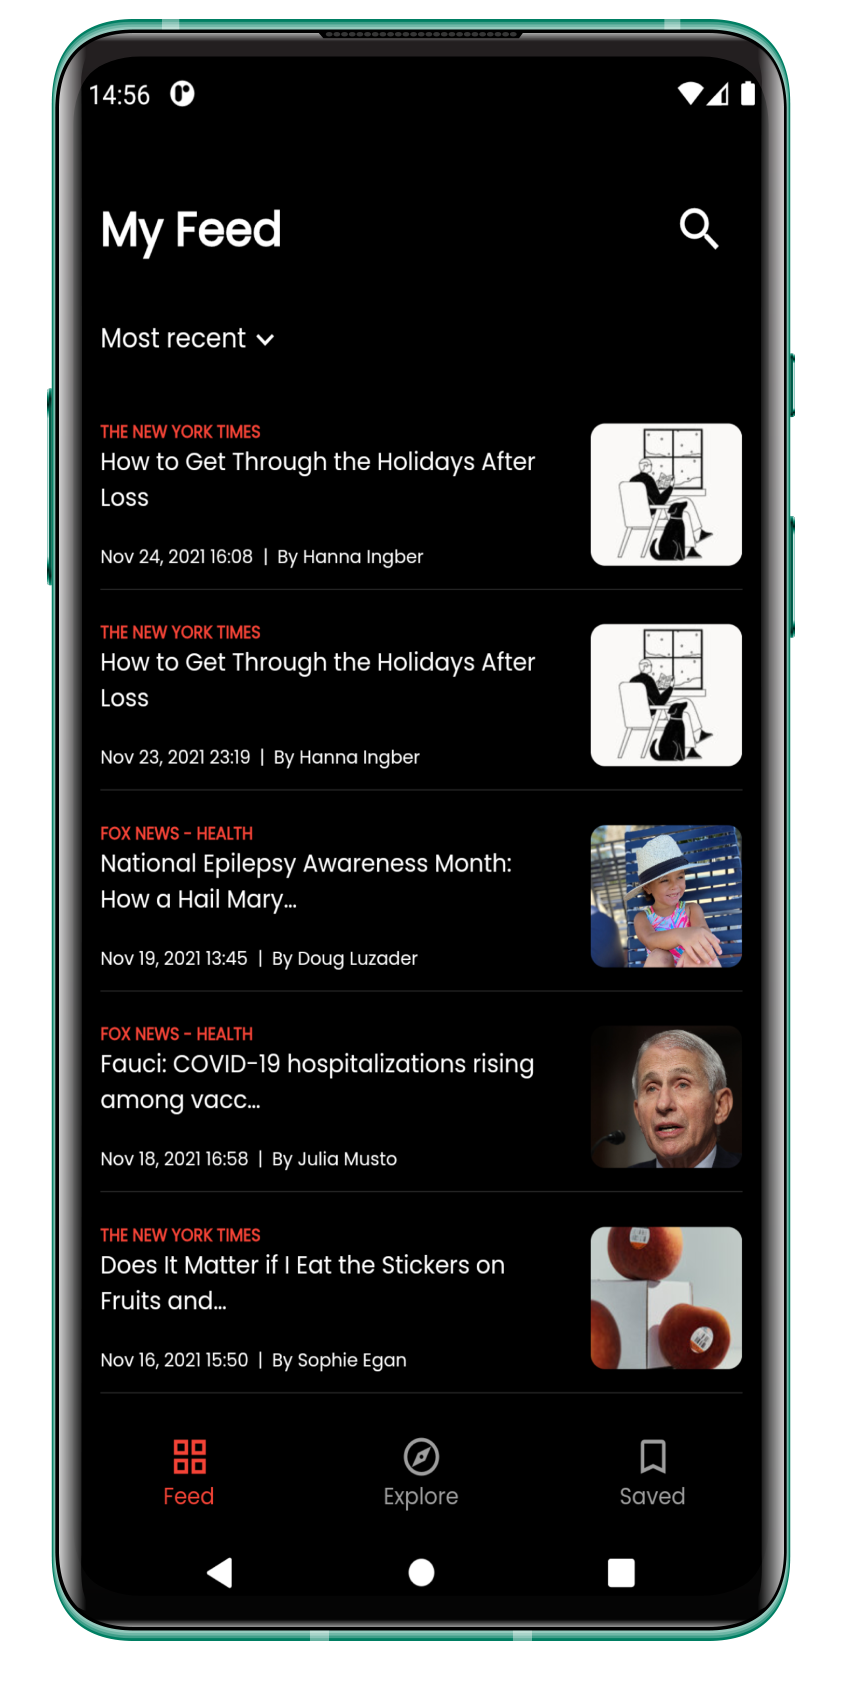 14:56
My Feed
Most recent
THE NEW YORK TIMES
How to Get Through the Holidays After
Loss
Nov 24, 2021 16:08 | By Hanna Ingber
THE NEW YORK TIMES
How to Get Through the Holidays After
Loss
Nov 23, 2021 23:19 | By Hanna Ingber
FOX NEWS - HEALTH
National Epilepsy Awareness Month:
How a Hail Mary...
Nov 19, 2021 13:45 | By Doug Luzader
FOX NEWS - HEALTH
Fauci: COVID-19 hospitalizations rising
among vacc...
Nov 18, 2021 16:58 | By Julia Musto
THE NEW YORK TIMES
Does It Matter if I Eat the Stickers on
Fruits and...
Nov 16, 2021 15:50 | By Sophie Egan
Feed
Explore
Saved